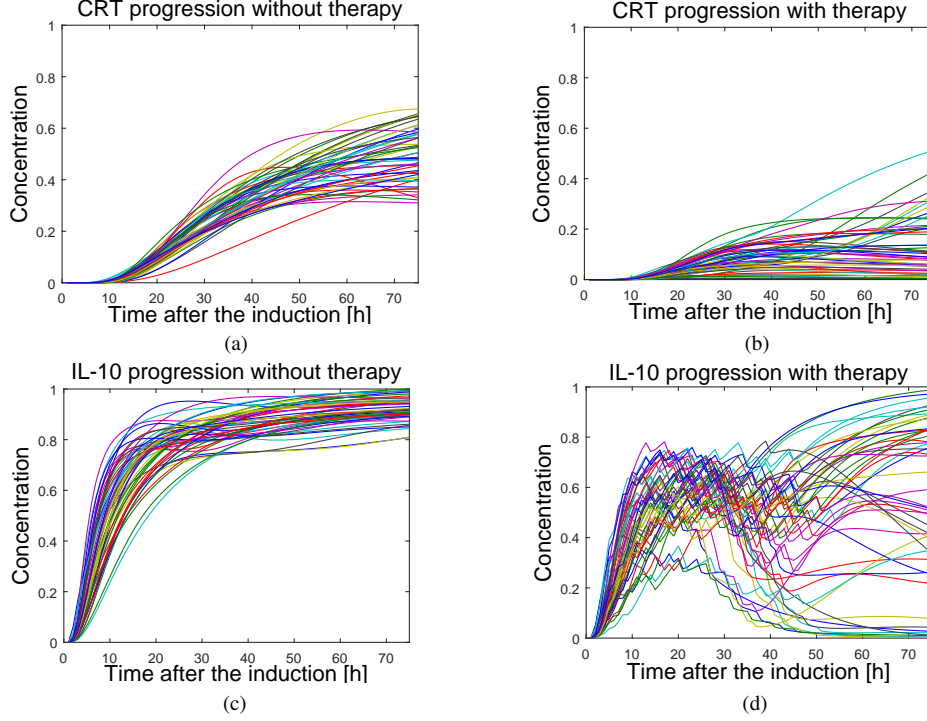 CRT progression without therapy
1
0.8
0.6
0.4
0.2
0
Concentration
0 10 20 30 40 50 60 70
Time after the induction [h]
(a)
CRT progression with therapy
1
0.8
0.6
0.4
0.2
0
Concentration
0 10 20 30 40 50 60 70
Time after the induction [h]
(b)
IL-10 progression without therapy
1
0.8
0.6
0.4
0.2
0
Concentration
0 10 20 30 40 50 60 70
Time after the induction [h]
(c)
IL-10 progression with therapy
1
0.8
0.6
0.4
0.2
0
Concentration
0 10 20 30 40 50 60 70
Time after the induction [h]
(d)